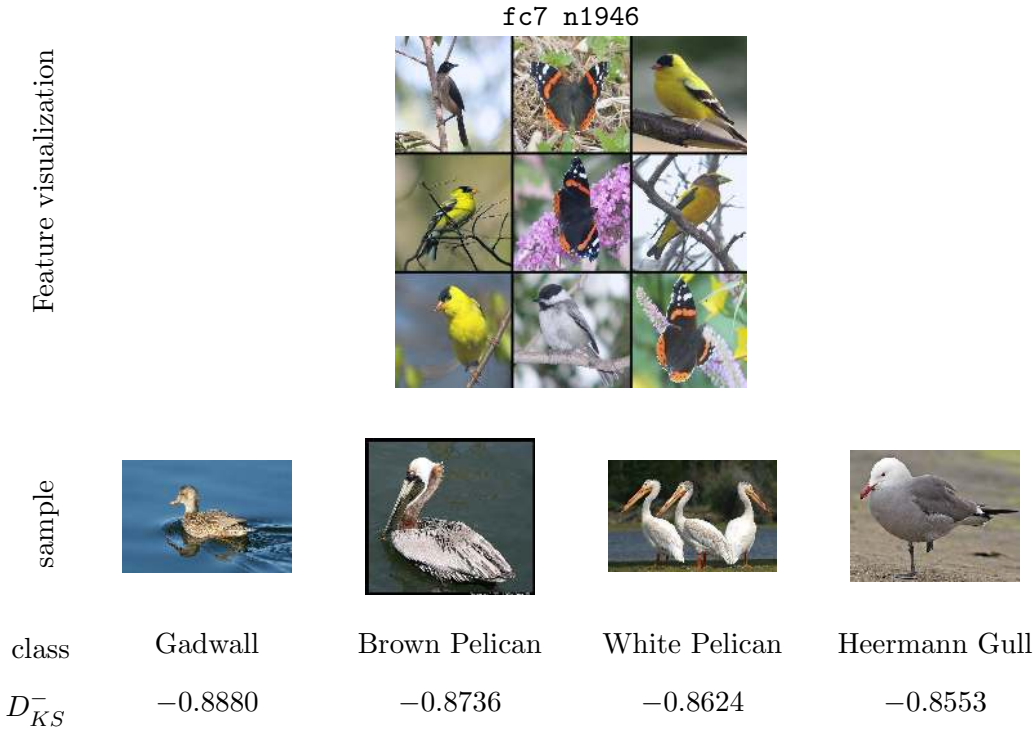 fc7 n1946
Feature visualization
sample
class Gadwall Brown Pelican White Pelican Heermann Gull
D⁻_KS −0.8880 −0.8736 −0.8624 −0.8553